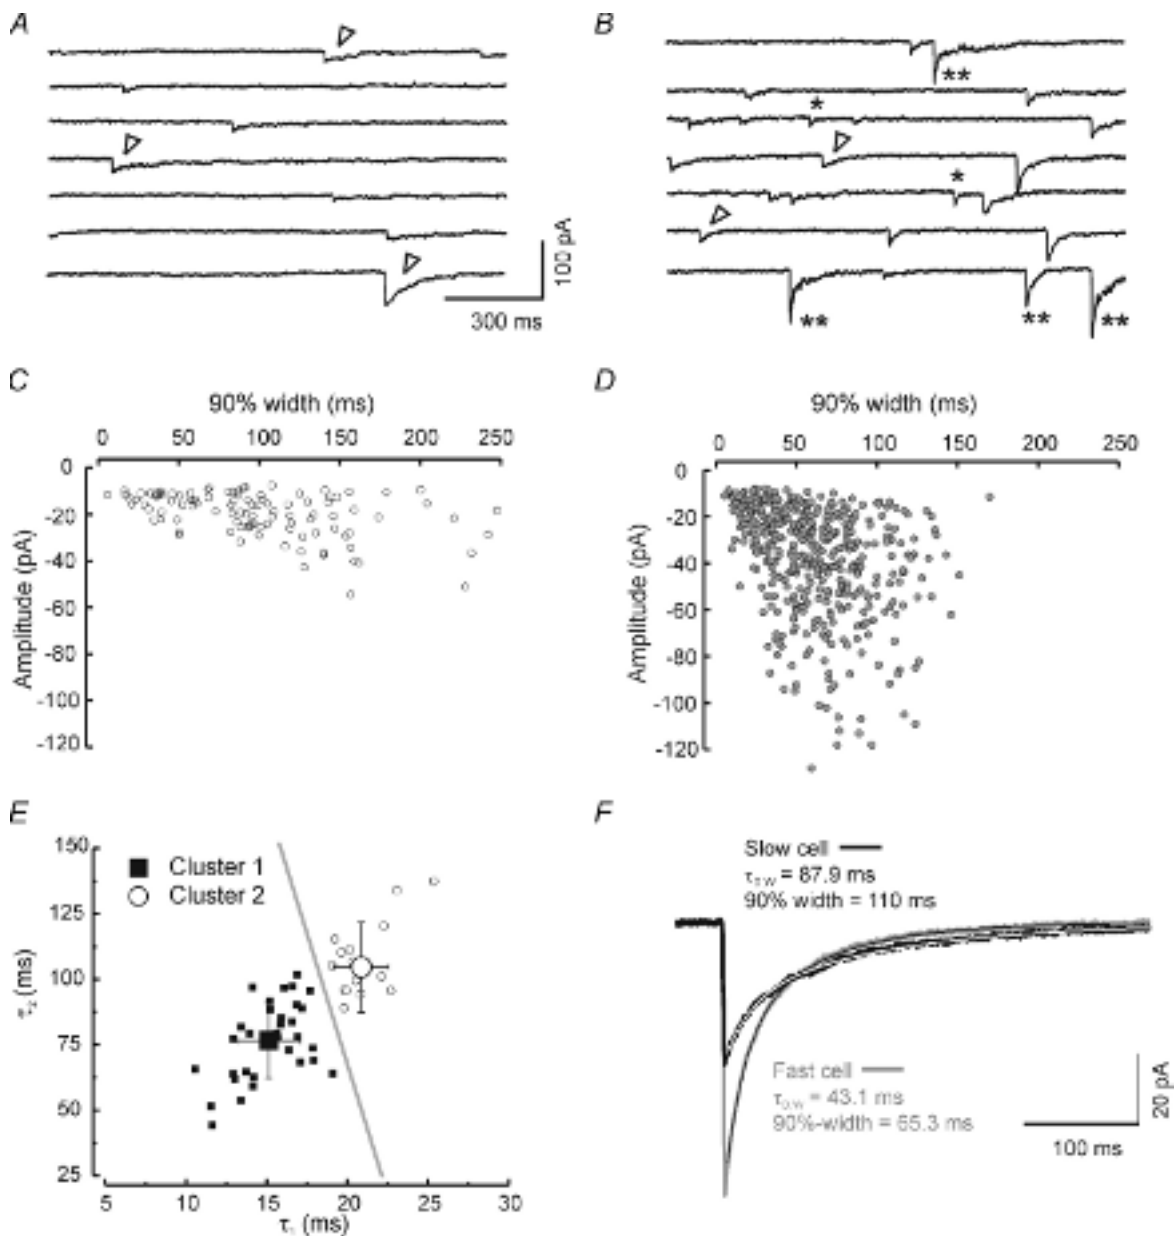 A
B
*
**
*
*
100 pA
300 ms
**
**
**
C
D
90% width (ms)
90% width (ms)
0 50 100 150 200 250
0 50 100 150 200 250
Amplitude (pA)
0
-20
-40
-60
-80
-100
-120
Amplitude (pA)
0
-20
-40
-60
-80
-100
-120
E
F
150
125
100
75
50
25
τ₂ (ms)
Cluster 1
Cluster 2
5 10 15 20 25 30
τ₁ (ms)
Slow cell
τ₀,w = 87.9 ms
90% width = 110 ms
Fast cell
τ₀,w = 43.1 ms
90%-width = 65.3 ms
20 pA
100 ms